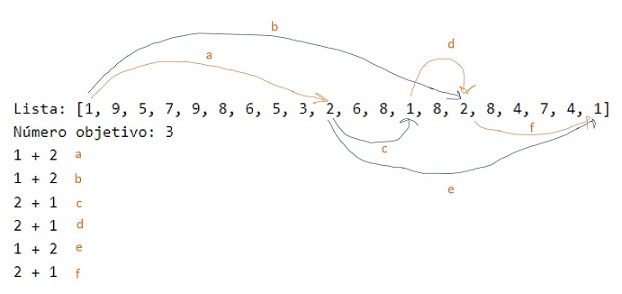 b
d
a
Lista: [1, 9, 5, 7, 9, 8, 6, 5, 3, 2, 6, 8, 1, 8, 2, 8, 4, 7, 4, 1]
Número objetivo: 3
f
1 + 2 a
c
1 + 2 b
e
2 + 1 c
2 + 1 d
1 + 2 e
2 + 1 f